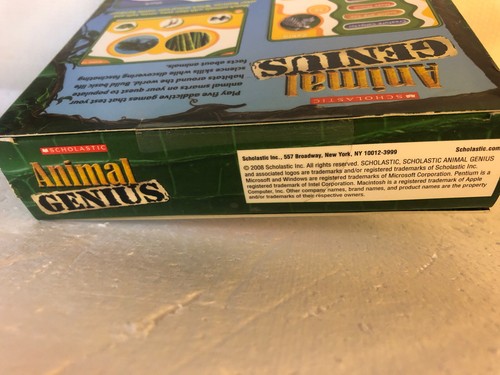 SCHOLASTIC
Animal
GENIUS
Play five addictive games that test your
animal smarts on your quest to populate
habitats around the world. Build basic life
science skills while discovering fascinating
facts about animals.
SCHOLASTIC
Animal
GENIUS
Scholastic Inc., 557 Broadway, New York, NY 10012-3999
Scholastic.com
© 2008 Scholastic Inc. All rights reserved. SCHOLASTIC, SCHOLASTIC ANIMAL GENIUS
and associated logos are trademarks and/or registered trademarks of Scholastic Inc.
Microsoft and Windows are registered trademarks of Microsoft Corporation. Pentium is a
registered trademark of Intel Corporation. Macintosh is a registered trademark of Apple
Computer, Inc. Other company names, brand names, and product names are the property
and/or trademarks of their respective owners.